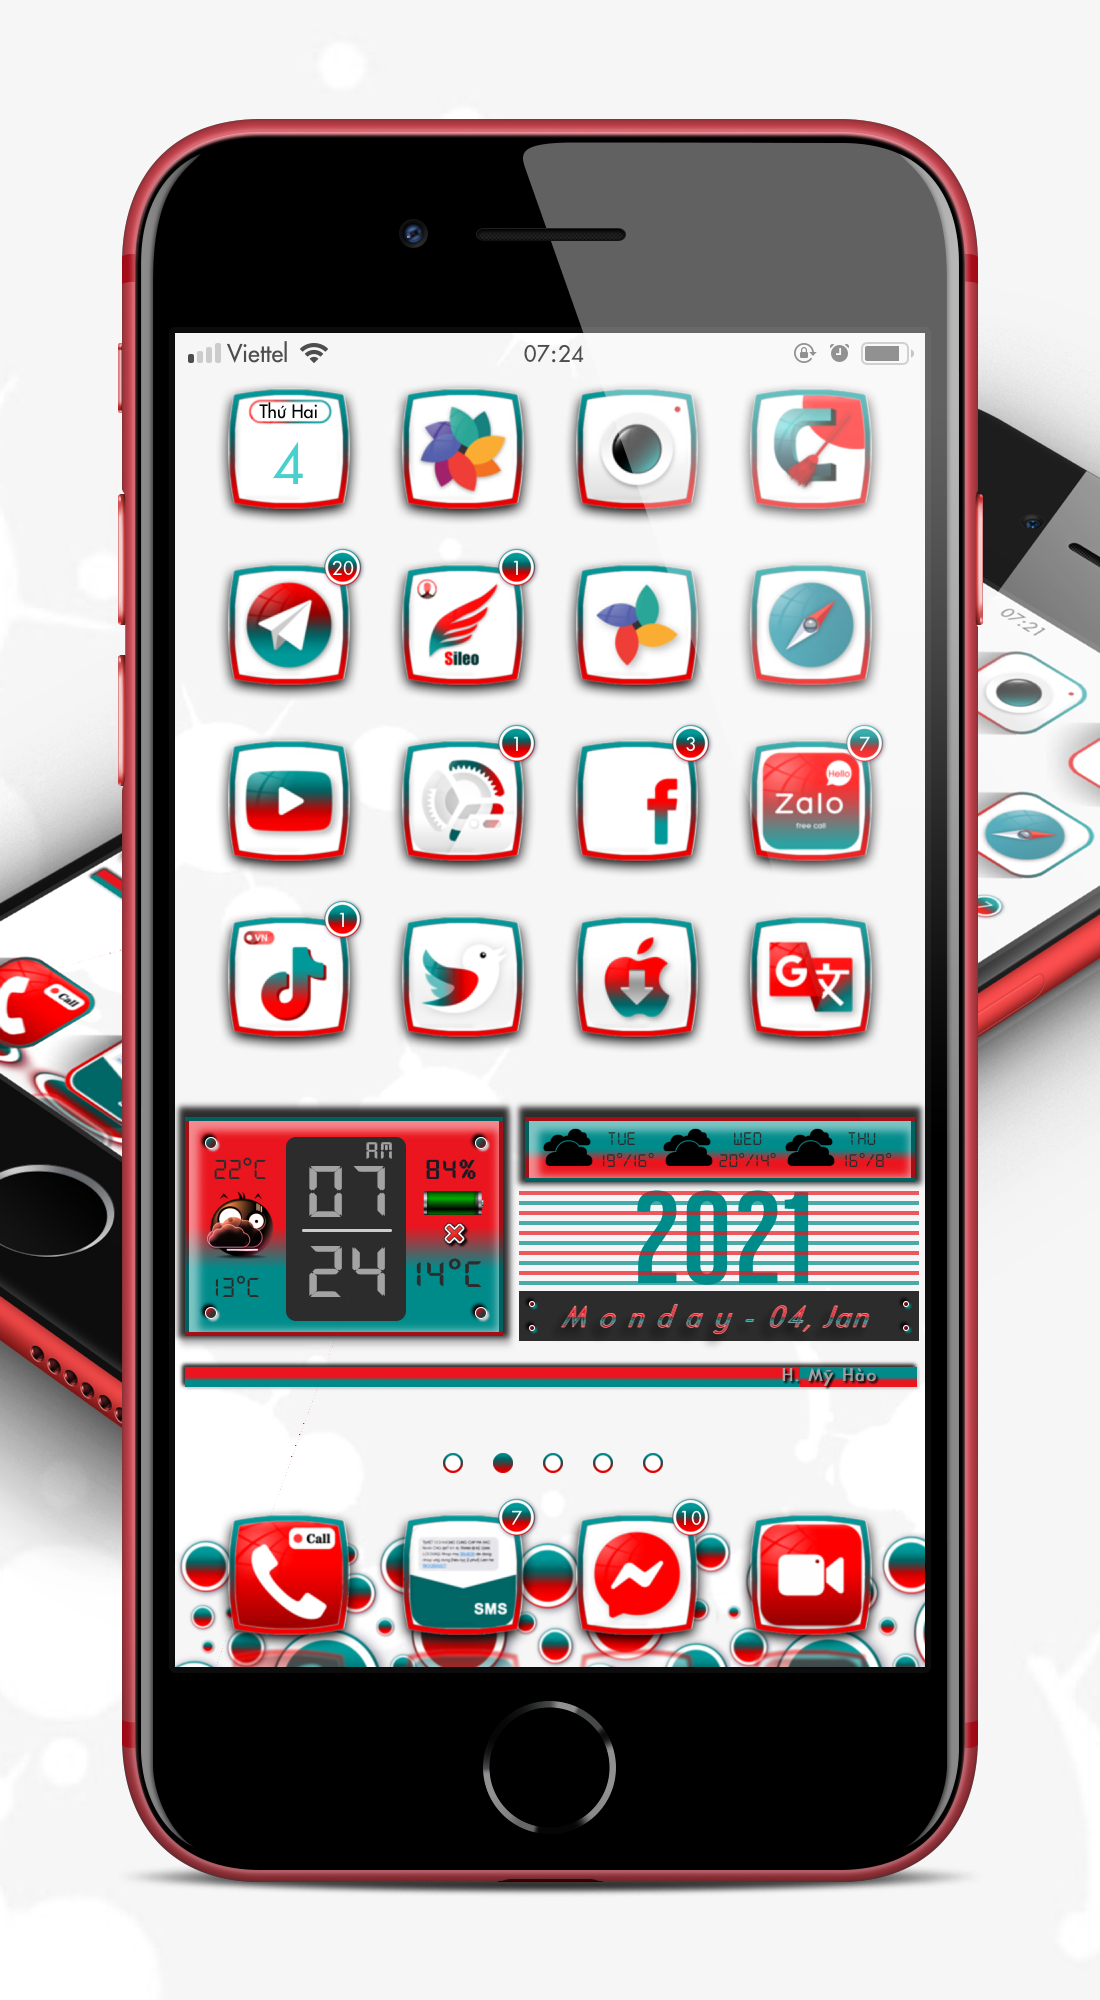 Viettel
07:24
Thứ Hai
4
20
1
Sileo
07:21
1
3
7
Hello
Zalo
free call
1
VN
G 文
Call
AM
22°C
07
84%
24
13°C
14°C
TUE
19°/16°
WED
20°/14°
THU
16°/8°
2021
Monday - 04, Jan
H. Mỹ Hào
Call
7
SMS
10